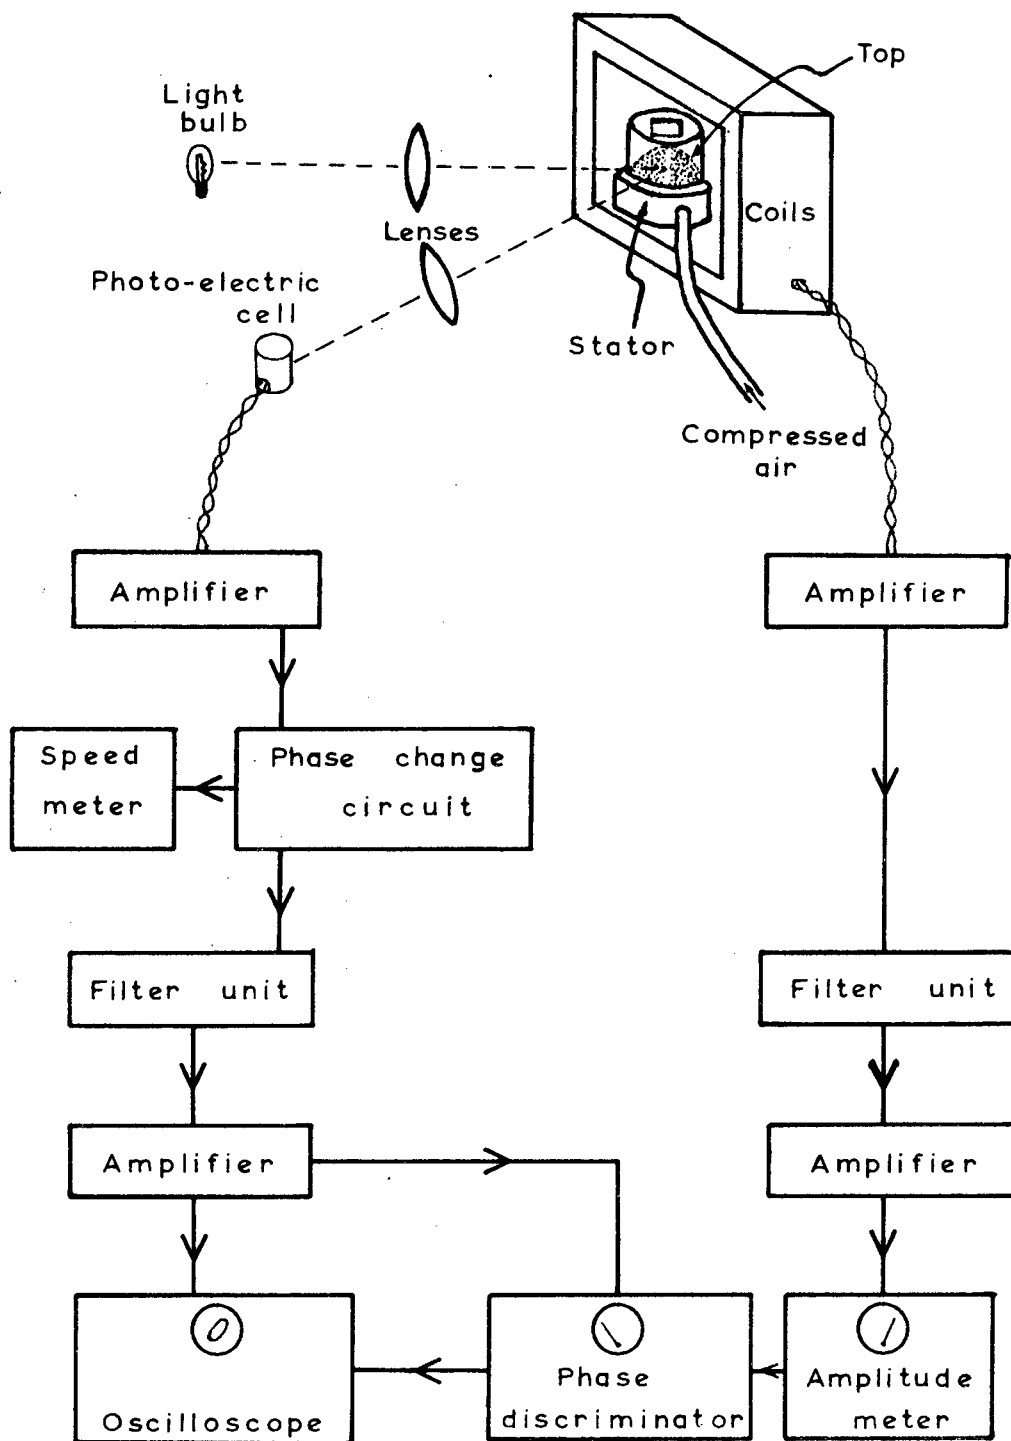 Top
Light
bulb
Coils
Lenses
Photo-electric
cell
Stator
Compressed
air
Amplifier
Amplifier
Speed
meter
Phase change
circuit
Filter unit
Filter unit
Amplifier
Amplifier
Oscilloscope
Phase
discriminator
Amplitude
meter